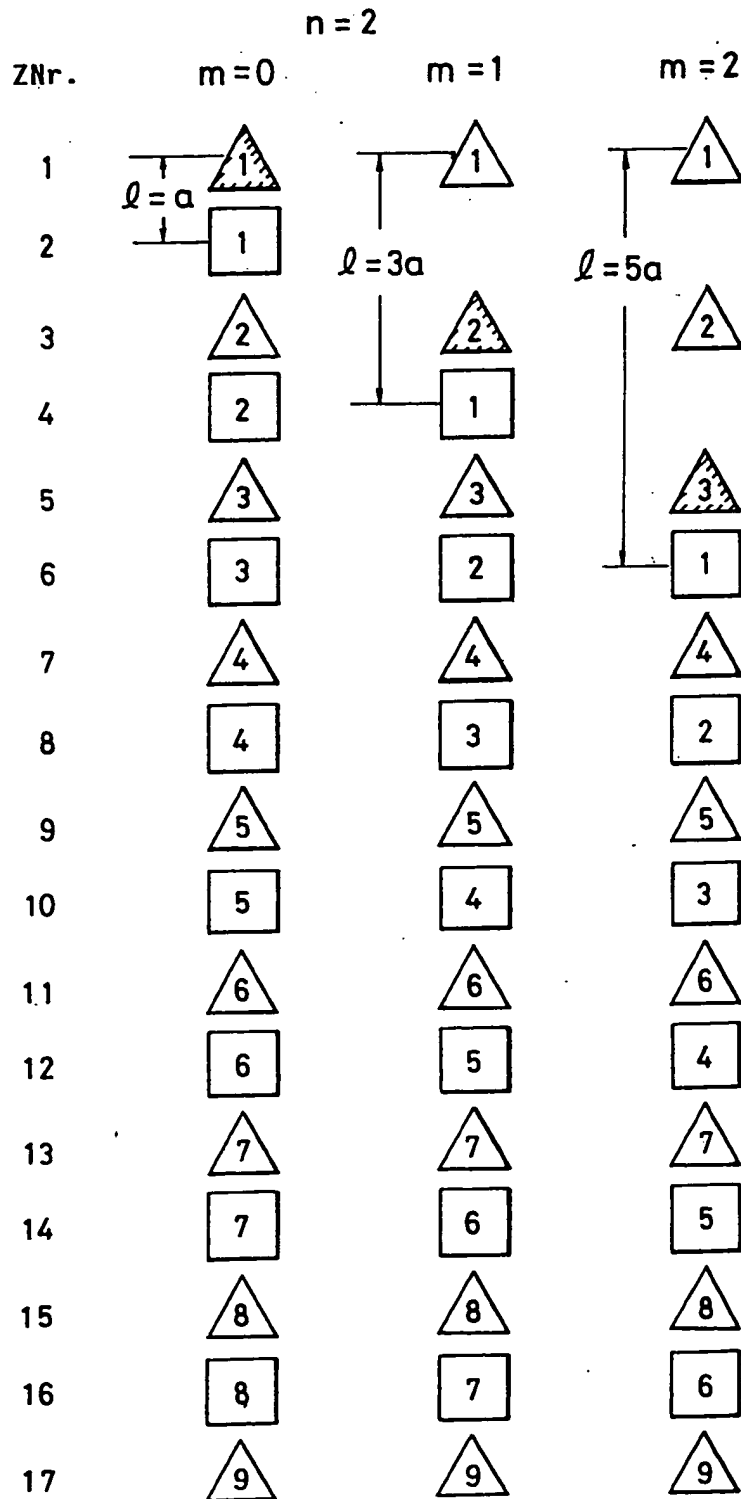 n = 2
ZNr. m = 0 m = 1 m = 2
1 1 1 1
ℓ = a
2 1
ℓ = 3a ℓ = 5a
3 2 2 2
4 2 1
5 3 3 3
6 3 2 1
7 4 4 4
8 4 3 2
9 5 5 5
10 5 4 3
11 6 6 6
12 6 5 4
13 7 7 7
14 7 6 5
15 8 8 8
16 8 7 6
17 9 9 9